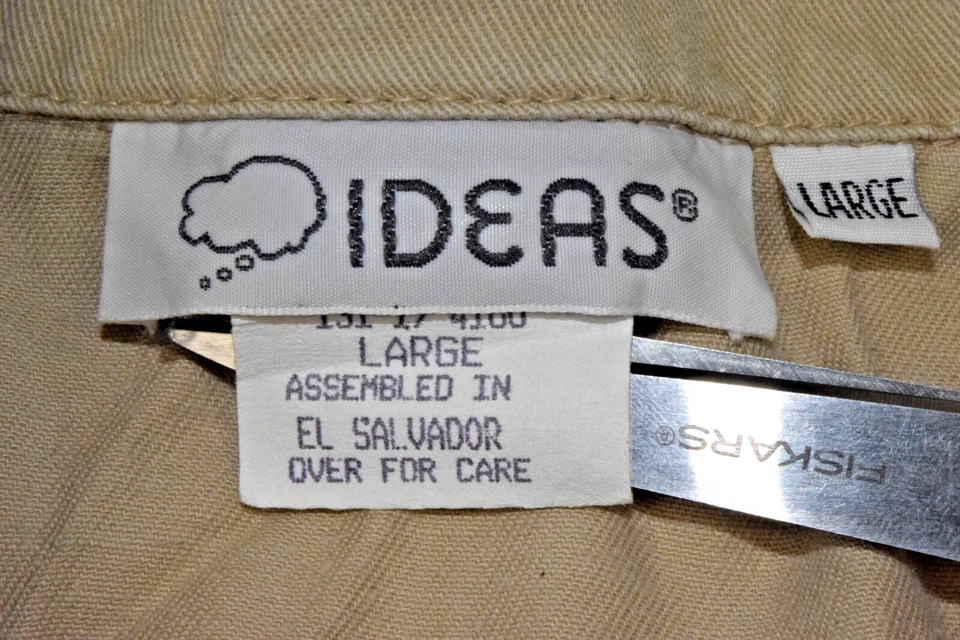 IDEAS®
LARGE
LARGE
ASSEMBLED IN
EL SALVADOR
OVER FOR CARE
FISKARS®